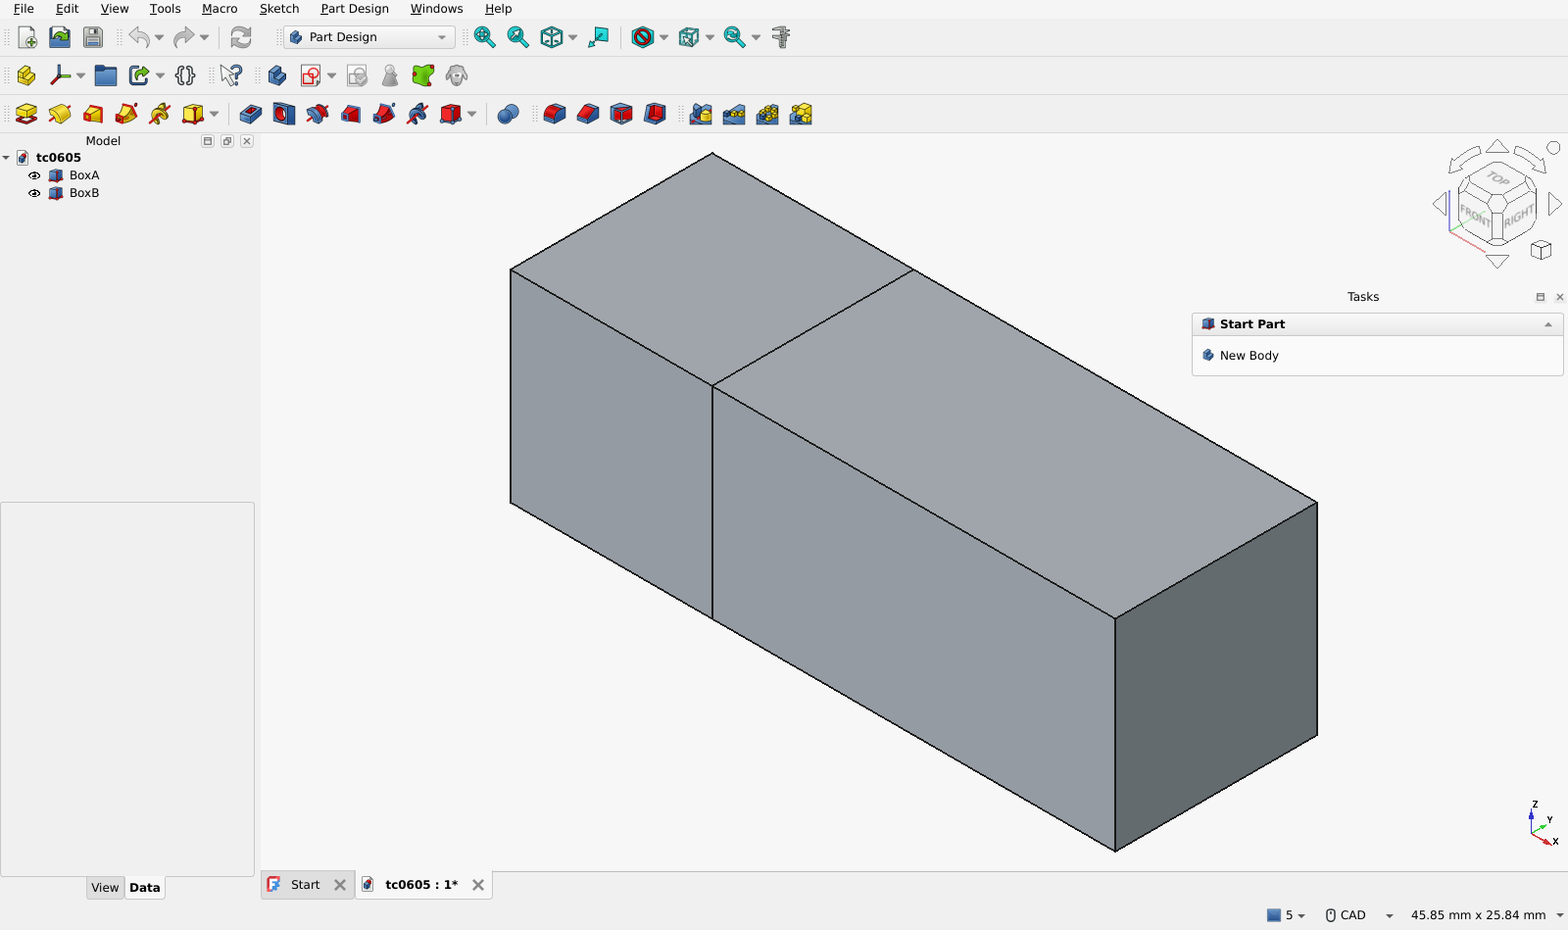 File Edit View Tools Macro Sketch Part Design Windows Help
Part Design
Model
tc0605
BoxA
BoxB
TOP
FRONT
RIGHT
Tasks
Start Part
New Body
Z
Y
X
View Data
Start
tc0605 : 1*
5
CAD
45.85 mm x 25.84 mm